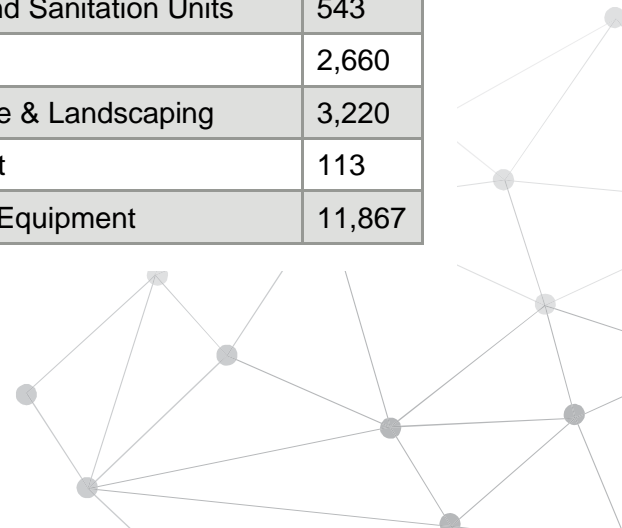 nd Sanitation Units 543
2,660
e & Landscaping 3,220
t 113
Equipment 11,867